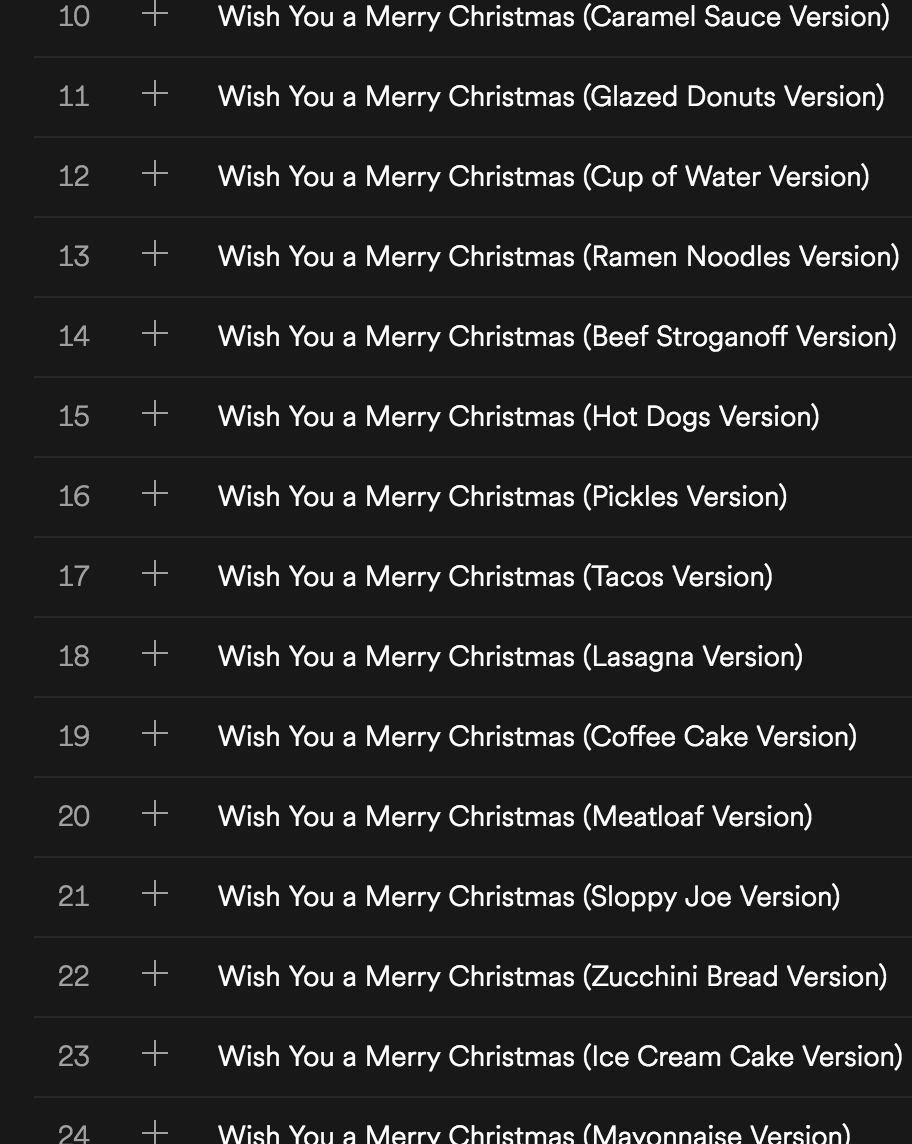 10 + Wish You a Merry Christmas (Caramel Sauce Version)
11 + Wish You a Merry Christmas (Glazed Donuts Version)
12 + Wish You a Merry Christmas (Cup of Water Version)
13 + Wish You a Merry Christmas (Ramen Noodles Version)
14 + Wish You a Merry Christmas (Beef Stroganoff Version)
15 + Wish You a Merry Christmas (Hot Dogs Version)
16 + Wish You a Merry Christmas (Pickles Version)
17 + Wish You a Merry Christmas (Tacos Version)
18 + Wish You a Merry Christmas (Lasagna Version)
19 + Wish You a Merry Christmas (Coffee Cake Version)
20 + Wish You a Merry Christmas (Meatloaf Version)
21 + Wish You a Merry Christmas (Sloppy Joe Version)
22 + Wish You a Merry Christmas (Zucchini Bread Version)
23 + Wish You a Merry Christmas (Ice Cream Cake Version)
24 + Wish You a Merry Christmas (Mayonnaise Version)